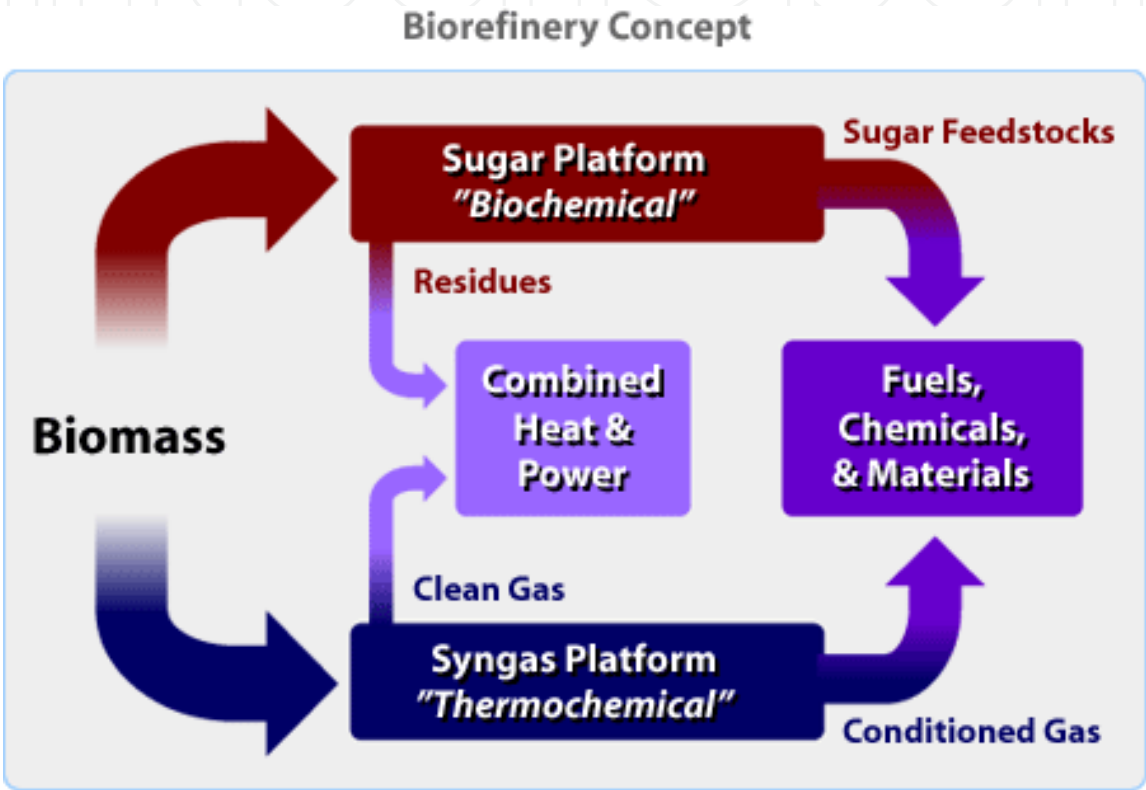 Biorefinery Concept
Sugar Feedstocks
Sugar Platform
”Biochemical”
Residues
Combined
Heat &
Power
Fuels,
Chemicals,
& Materials
Biomass
Clean Gas
Syngas Platform
”Thermochemical”
Conditioned Gas